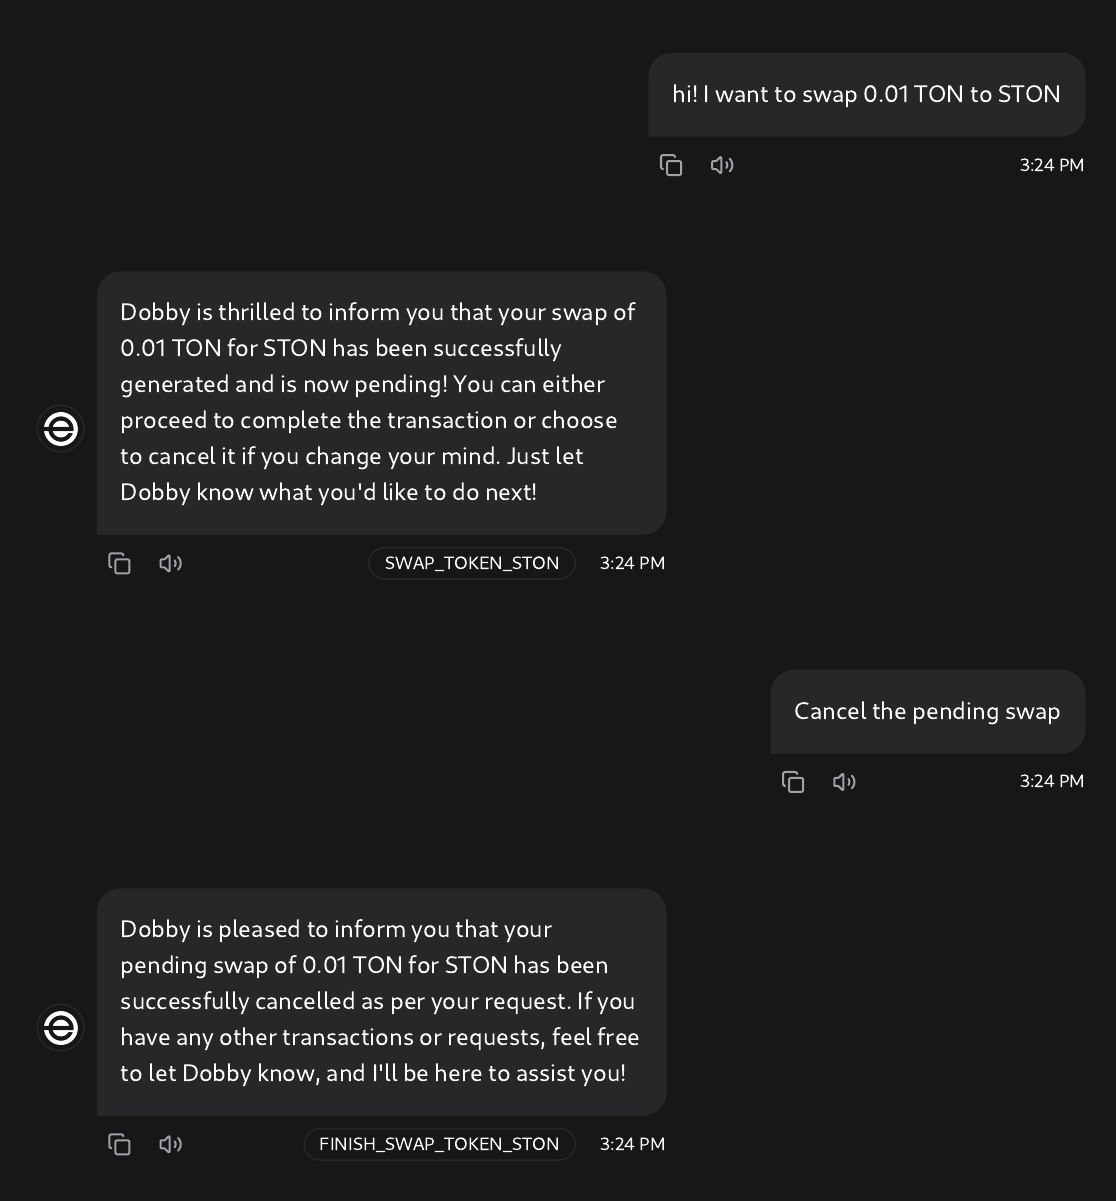 hi! I want to swap 0.01 TON to STON
3:24 PM
Dobby is thrilled to inform you that your swap of
0.01 TON for STON has been successfully
generated and is now pending! You can either
proceed to complete the transaction or choose
to cancel it if you change your mind. Just let
Dobby know what you'd like to do next!
SWAP_TOKEN_STON 3:24 PM
Cancel the pending swap
3:24 PM
Dobby is pleased to inform you that your
pending swap of 0.01 TON for STON has been
successfully cancelled as per your request. If you
have any other transactions or requests, feel free
to let Dobby know, and I'll be here to assist you!
FINISH_SWAP_TOKEN_STON 3:24 PM